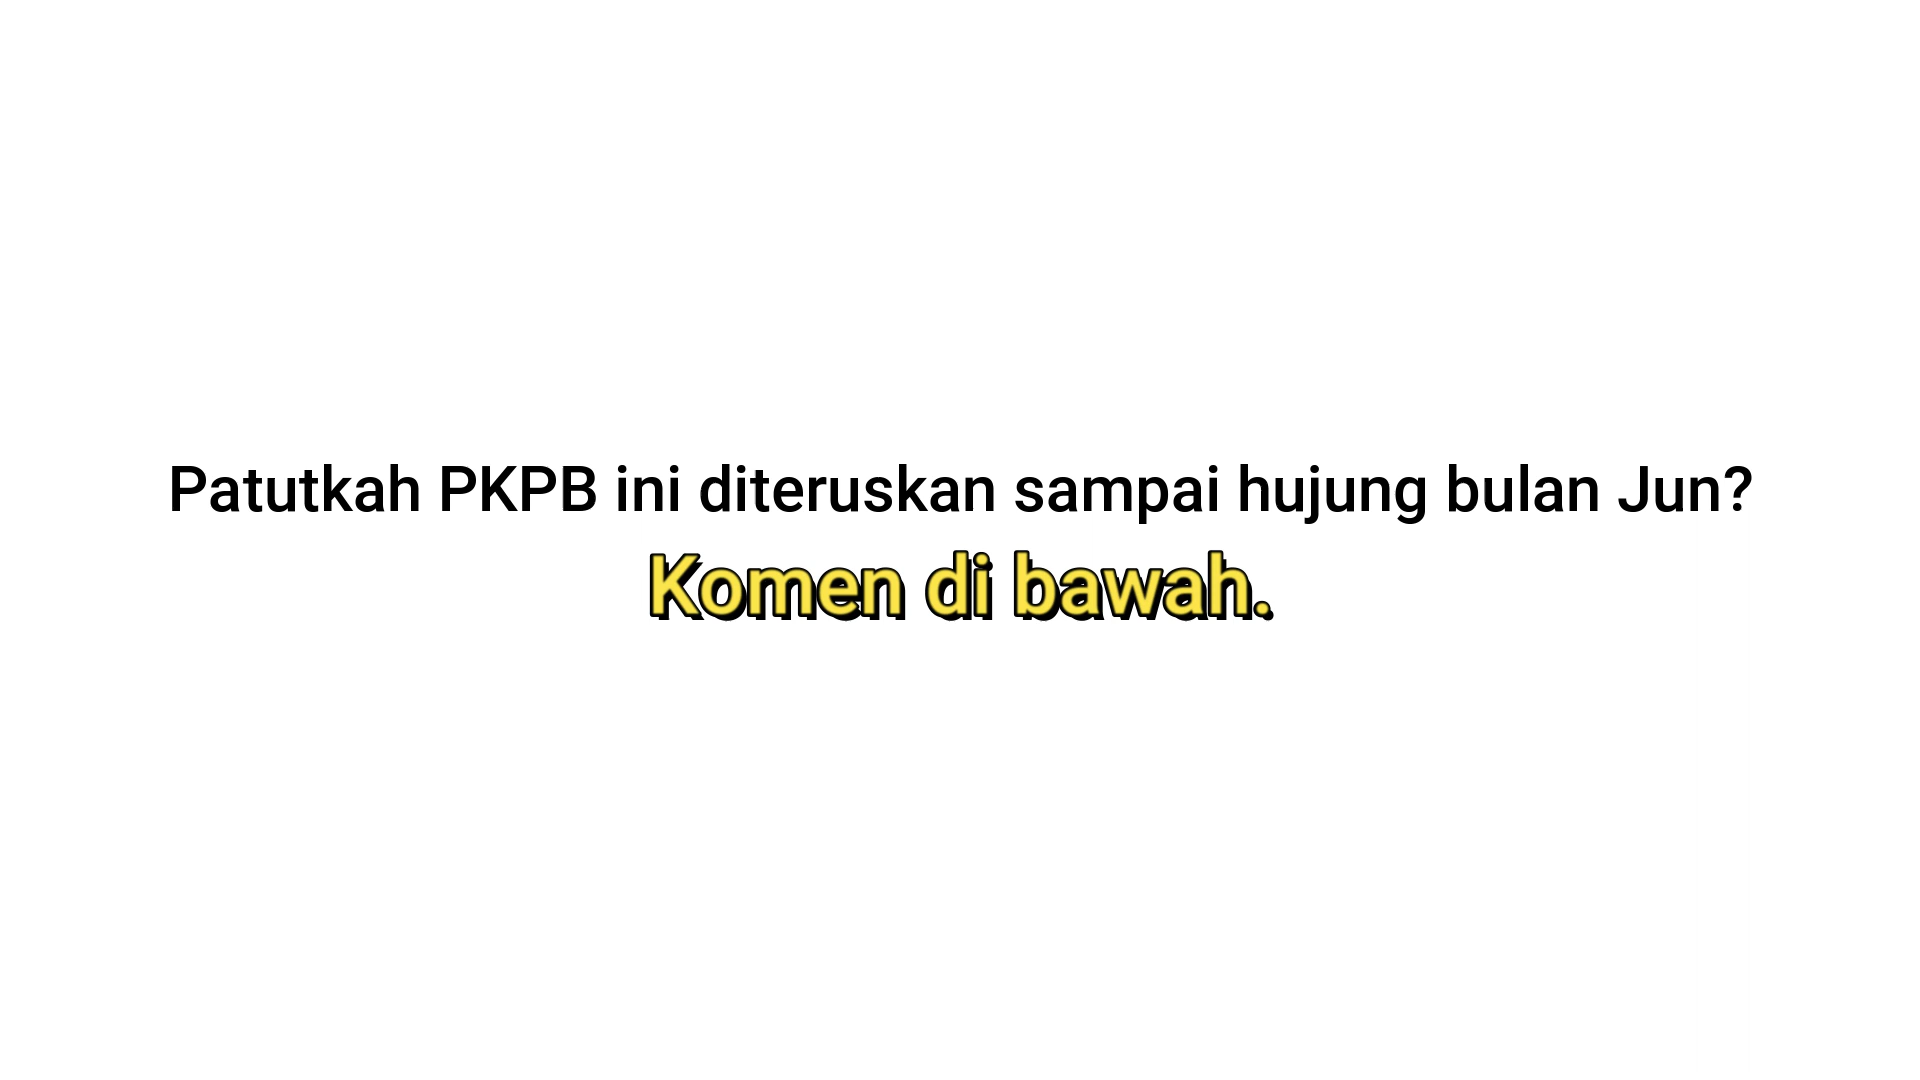 Patutkah PKPB ini diteruskan sampai hujung bulan Jun?
Komen di bawah.